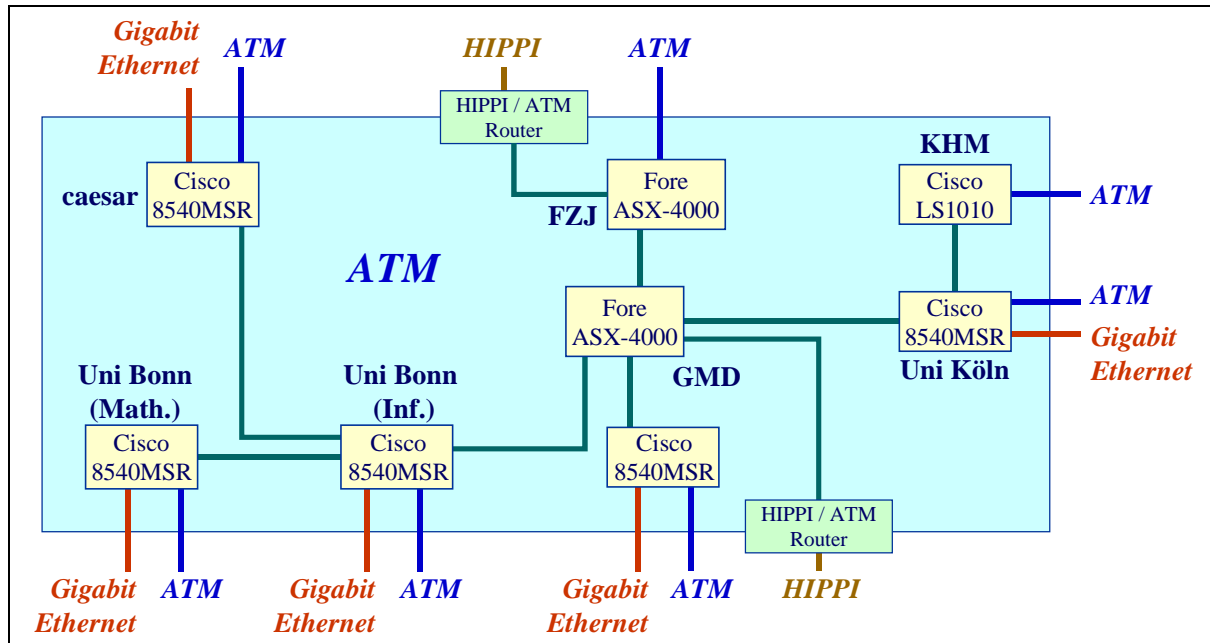 Gigabit
Ethernet
ATM
HIPPI
ATM
HIPPI / ATM
Router
KHM
caesar
Cisco
8540MSR
Fore
ASX-4000
FZJ
Cisco
LS1010
ATM
ATM
Fore
ASX-4000
GMD
Cisco
8540MSR
Uni Köln
ATM
Gigabit
Ethernet
Uni Bonn
(Math.)
Cisco
8540MSR
Uni Bonn
(Inf.)
Cisco
8540MSR
Cisco
8540MSR
HIPPI / ATM
Router
Gigabit
Ethernet
ATM
Gigabit
Ethernet
ATM
Gigabit
Ethernet
ATM
HIPPI